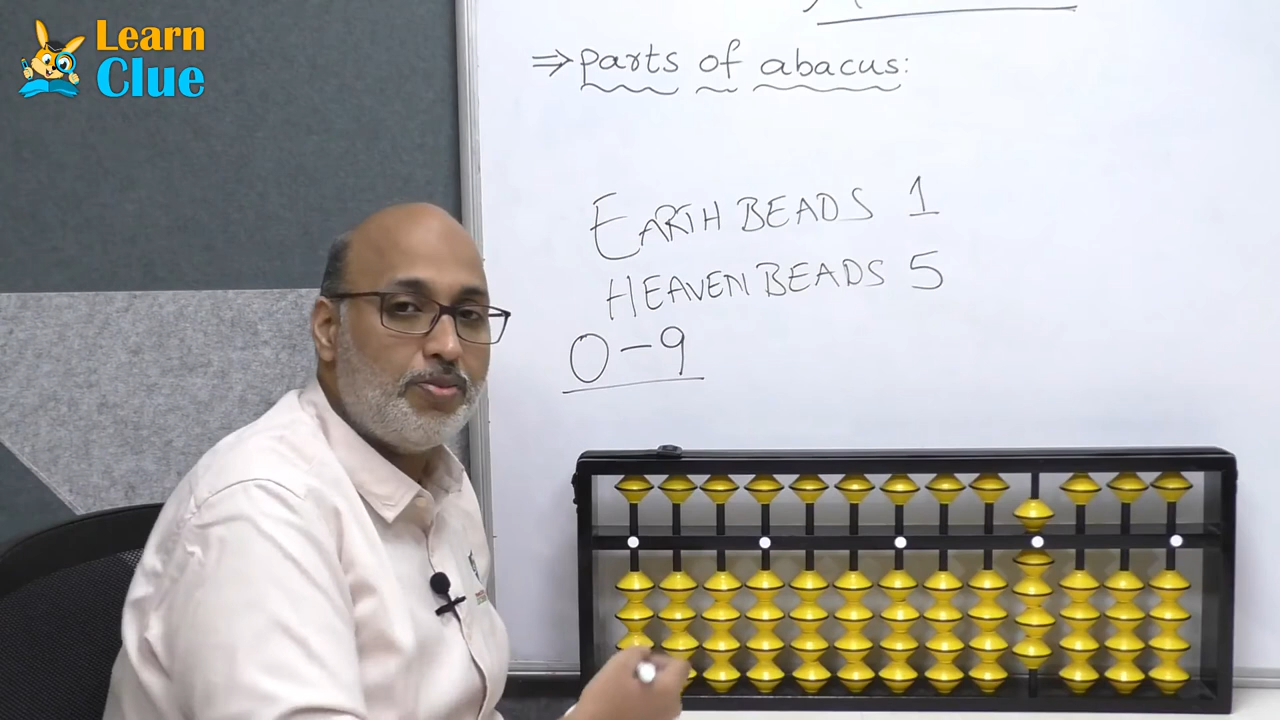 Learn
Clue
⇒ parts of abacus:
EARTH BEADS 1
HEAVEN BEADS 5
0-9